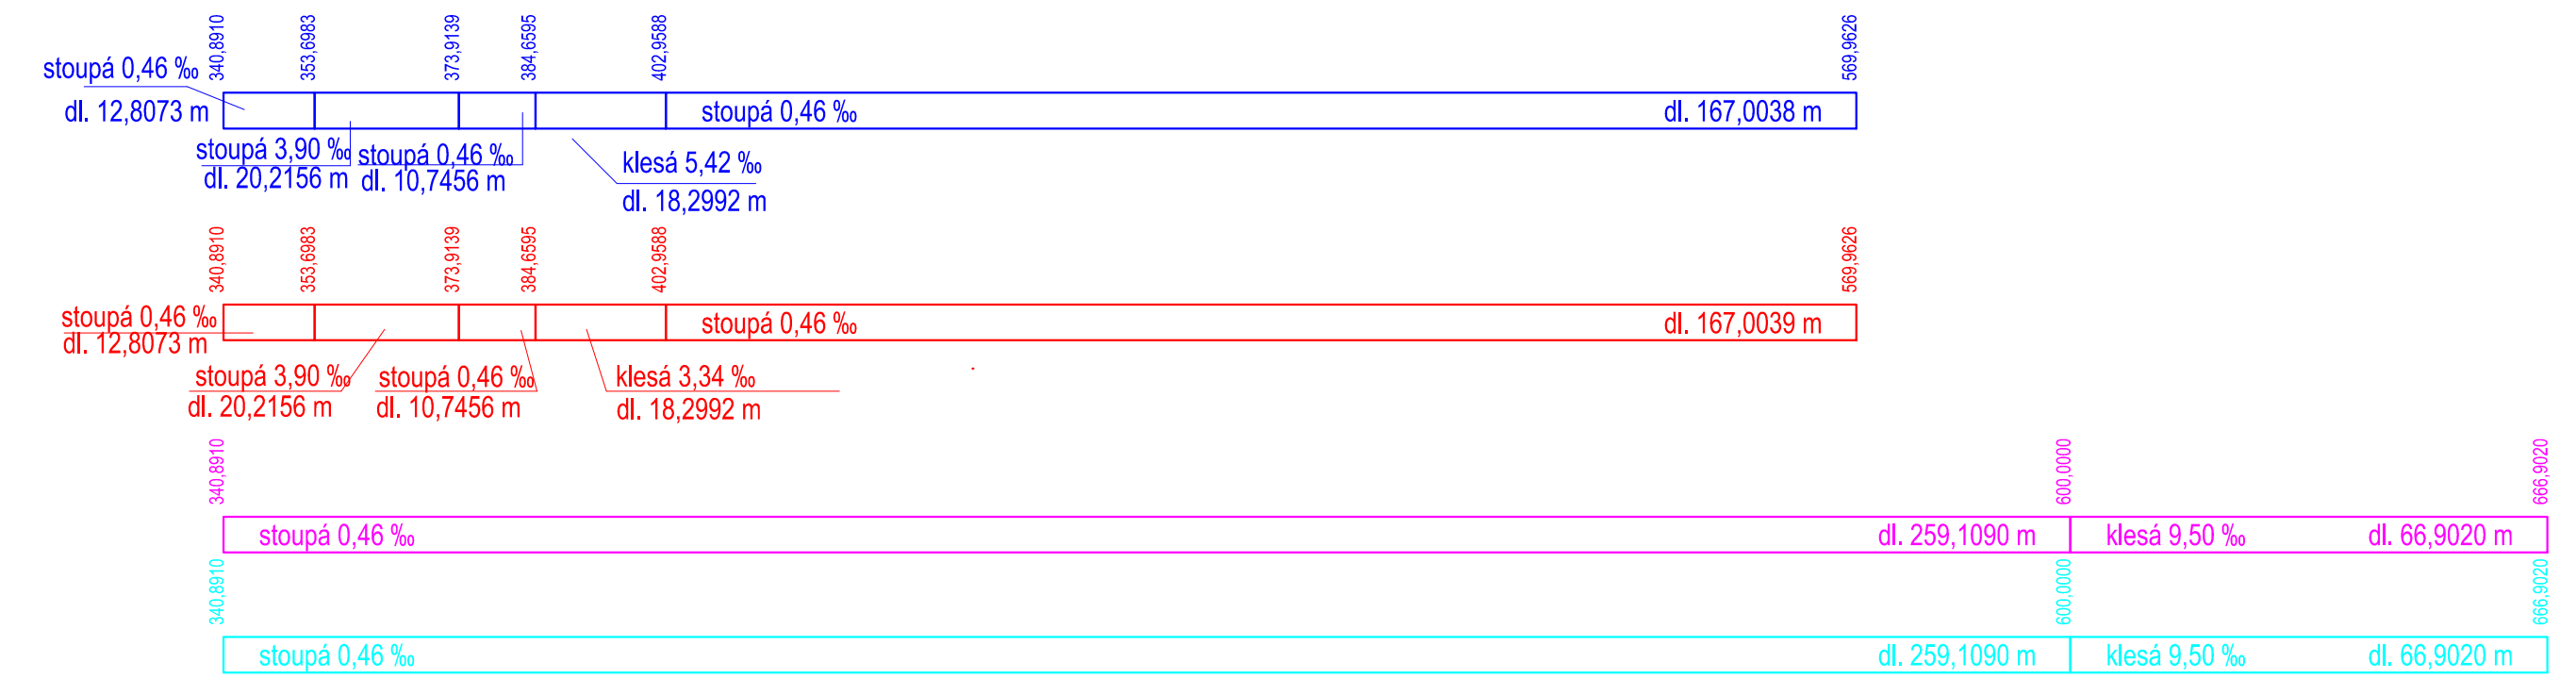 340,8910
353,6983
373,9139
384,6595
402,9588
569,9626
stoupá 0,46 ‰
dl. 12,8073 m
stoupá 0,46 ‰
dl. 167,0038 m
stoupá 3,90 ‰
dl. 20,2156 m
stoupá 0,46 ‰
dl. 10,7456 m
klesá 5,42 ‰
dl. 18,2992 m
340,8910
353,6983
373,9139
384,6595
402,9588
569,9626
stoupá 0,46 ‰
dl. 12,8073 m
stoupá 0,46 ‰
dl. 167,0039 m
stoupá 3,90 ‰
dl. 20,2156 m
stoupá 0,46 ‰
dl. 10,7456 m
klesá 3,34 ‰
dl. 18,2992 m
340,8910
600,0000
666,9020
stoupá 0,46 ‰
dl. 259,1090 m
klesá 9,50 ‰
dl. 66,9020 m
340,8910
600,0000
666,9020
stoupá 0,46 ‰
dl. 259,1090 m
klesá 9,50 ‰
dl. 66,9020 m